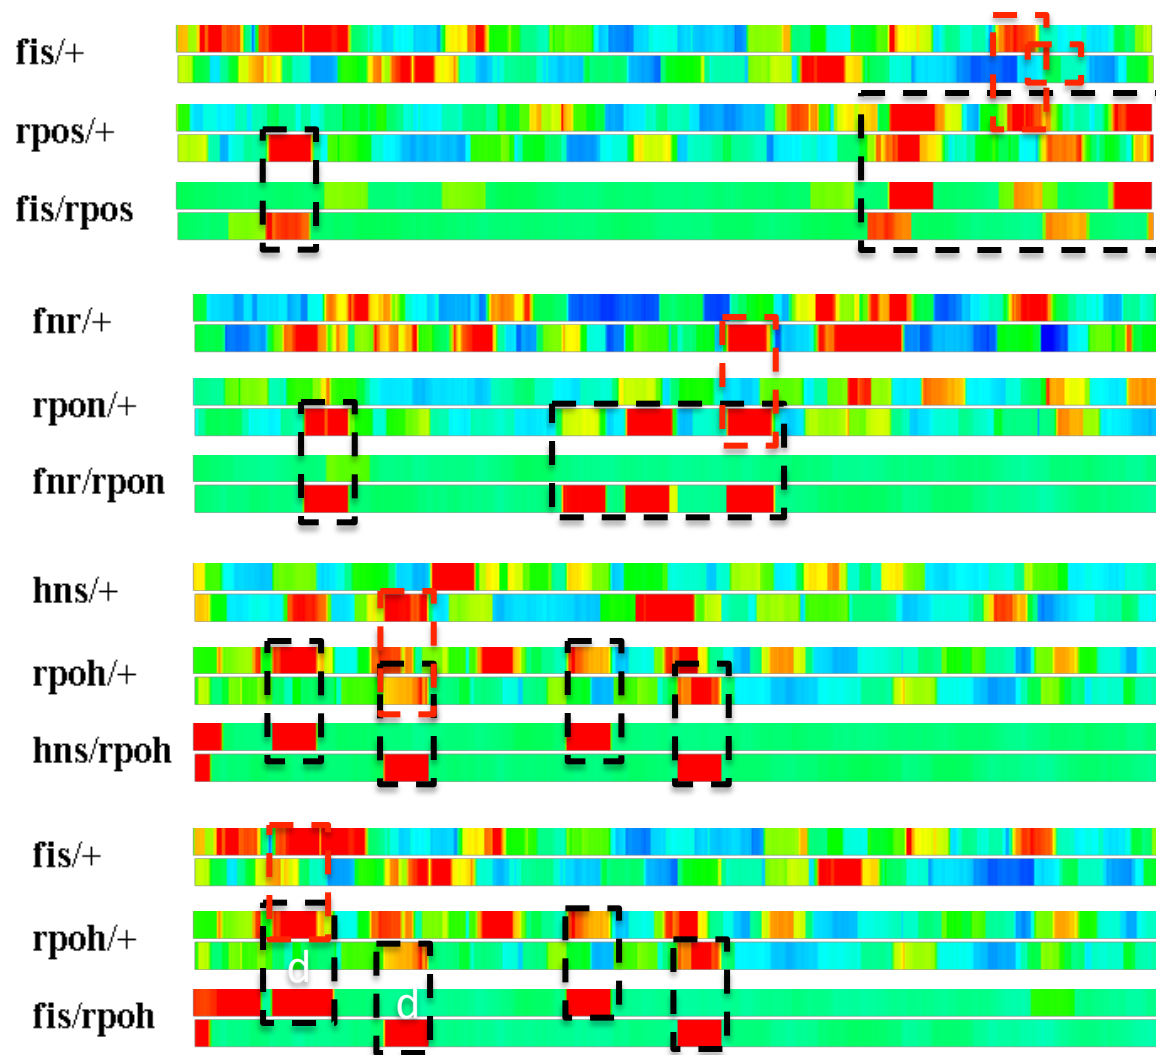 fis/+
rpos/+
fis/rpos
fnr/+
rpon/+
fnr/rpon
hns/+
rpoh/+
hns/rpoh
fis/+
rpoh/+
d
d
fis/rpoh